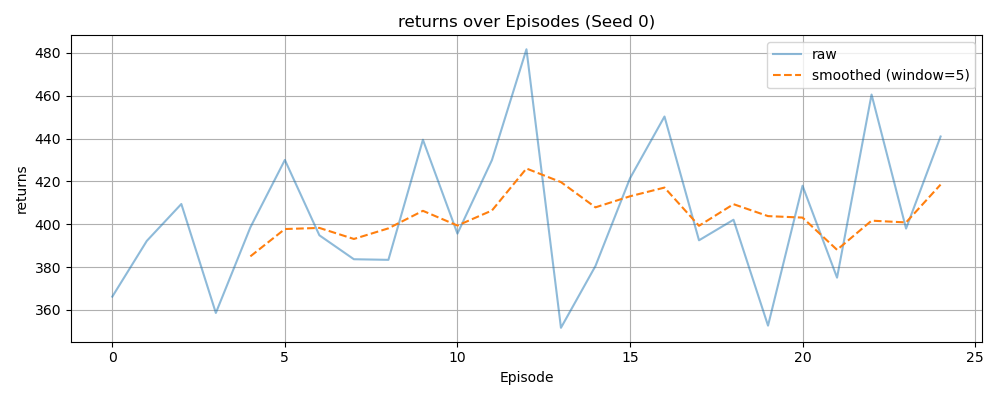 returns over Episodes (Seed 0)
raw
smoothed (window=5)
returns
480
460
440
420
400
380
360
0 5 10 15 20 25
Episode